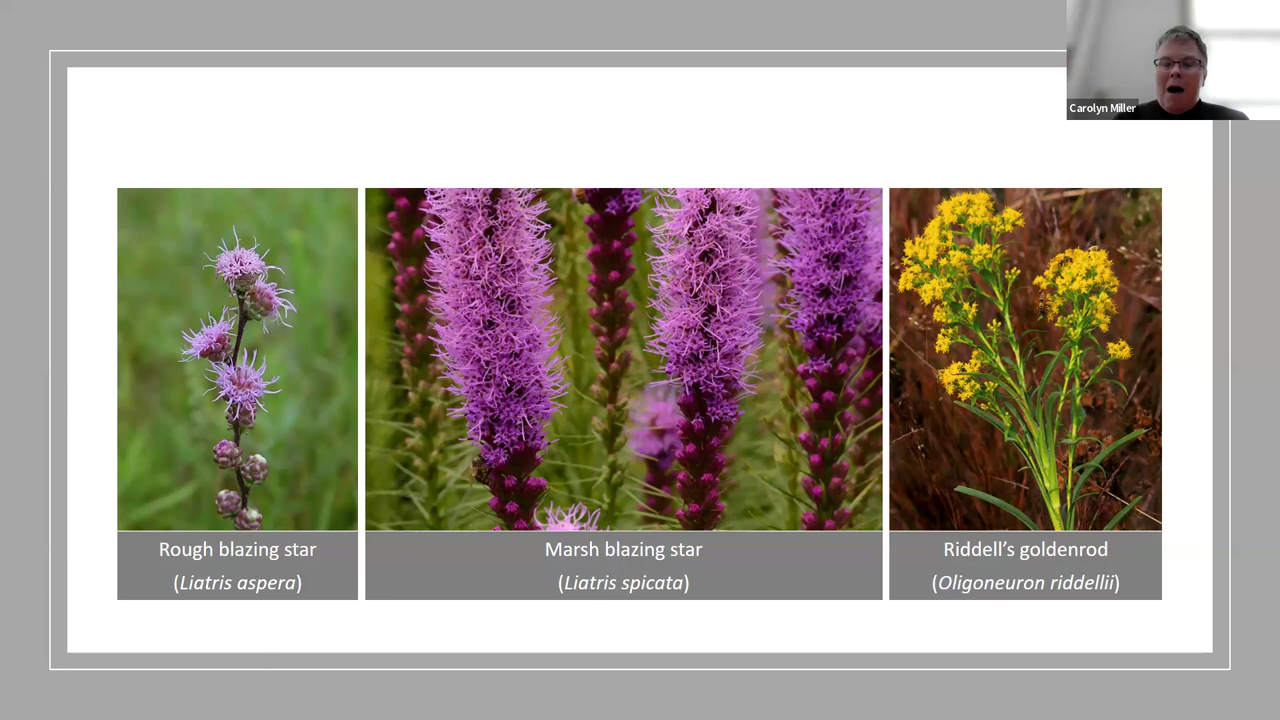 Carolyn Miller
Rough blazing star
(Liatris aspera)
Marsh blazing star
(Liatris spicata)
Riddell’s goldenrod
(Oligoneuron riddellii)